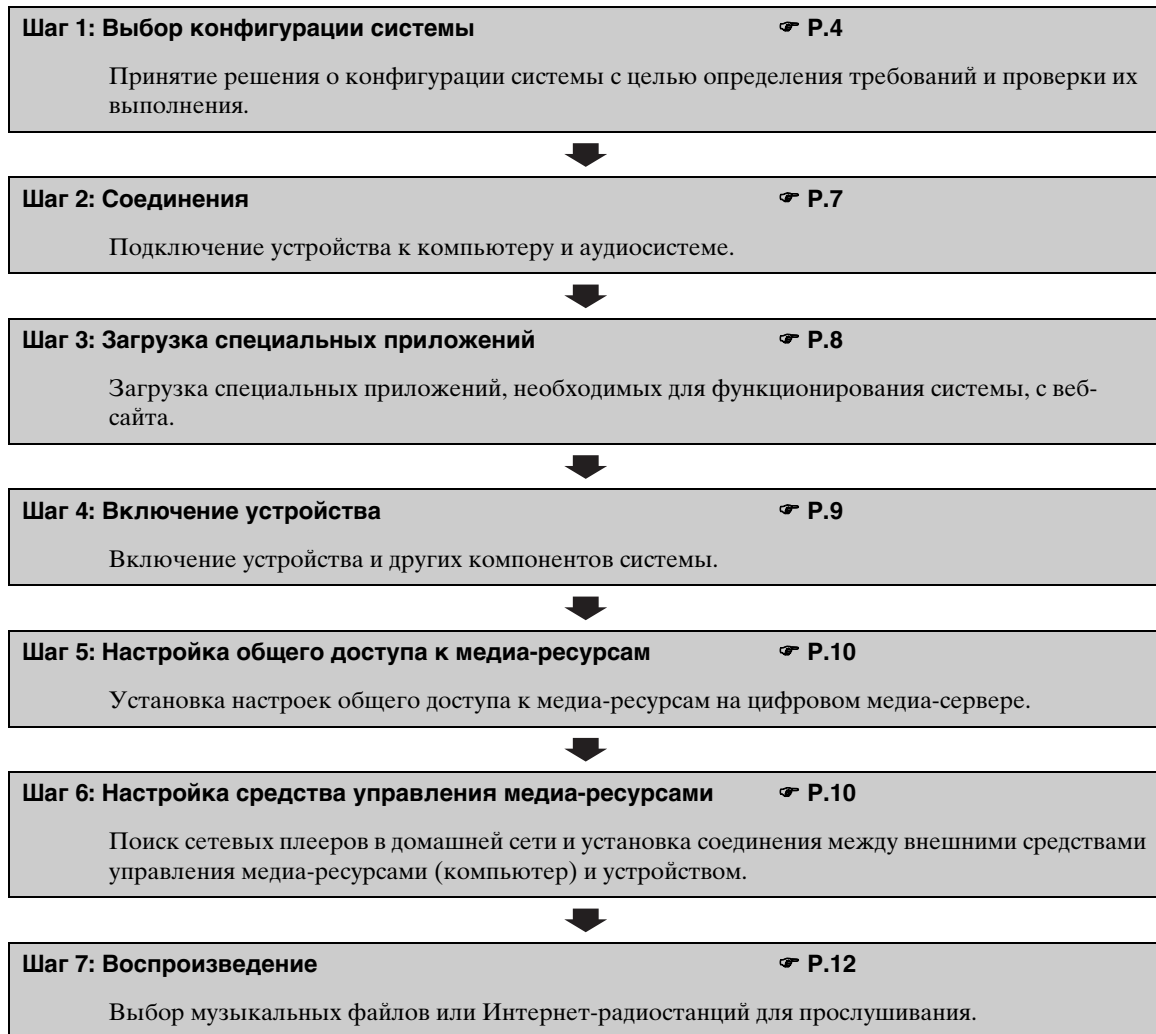 Шаг 1: Выбор конфигурации системы ☞ P.4
Принятие решения о конфигурации системы с целью определения требований и проверки их
выполнения.
Шаг 2: Соединения ☞ P.7
Подключение устройства к компьютеру и аудиосистеме.
Шаг 3: Загрузка специальных приложений ☞ P.8
Загрузка специальных приложений, необходимых для функционирования системы, с веб-
сайта.
Шаг 4: Включение устройства ☞ P.9
Включение устройства и других компонентов системы.
Шаг 5: Настройка общего доступа к медиа-ресурсам ☞ P.10
Установка настроек общего доступа к медиа-ресурсам на цифровом медиа-сервере.
Шаг 6: Настройка средства управления медиа-ресурсами ☞ P.10
Поиск сетевых плееров в домашней сети и установка соединения между внешними средствами
управления медиа-ресурсами (компьютер) и устройством.
Шаг 7: Воспроизведение ☞ P.12
Выбор музыкальных файлов или Интернет-радиостанций для прослушивания.